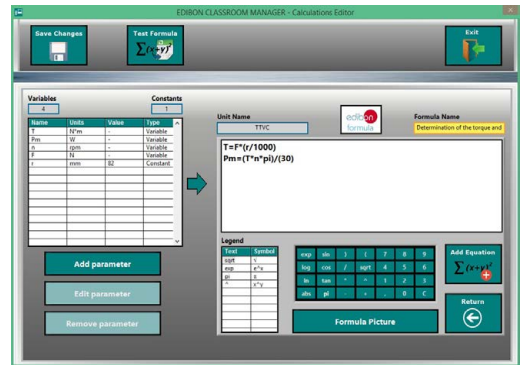 EDIBON CLASSROOM MANAGER - Calculations Editor
Save Changes
Test Formula
Σ(x+y)²
Exit
Variables
4
Constants
1
Name Units Value Type
T N*m - Variable
Pm W - Variable
n rpm - Variable
F N - Variable
r mm 82 Constant
Add parameter
Edit parameter
Remove parameter
Unit Name
TTVC
edibon
formula
Formula Name
Determination of the torque and
T=F*(r/1000)
Pm=(T*n*pi)/(30)
Legend
Text Symbol
sqrt √
exp e^x
pi
^ x^y
exp sin ) ( 7 8 9
log cos / sqrt 4 5 6
ln tan * ^ 1 2 3
abs pi - + . 0 C
Formula Picture
Add Equation
Return